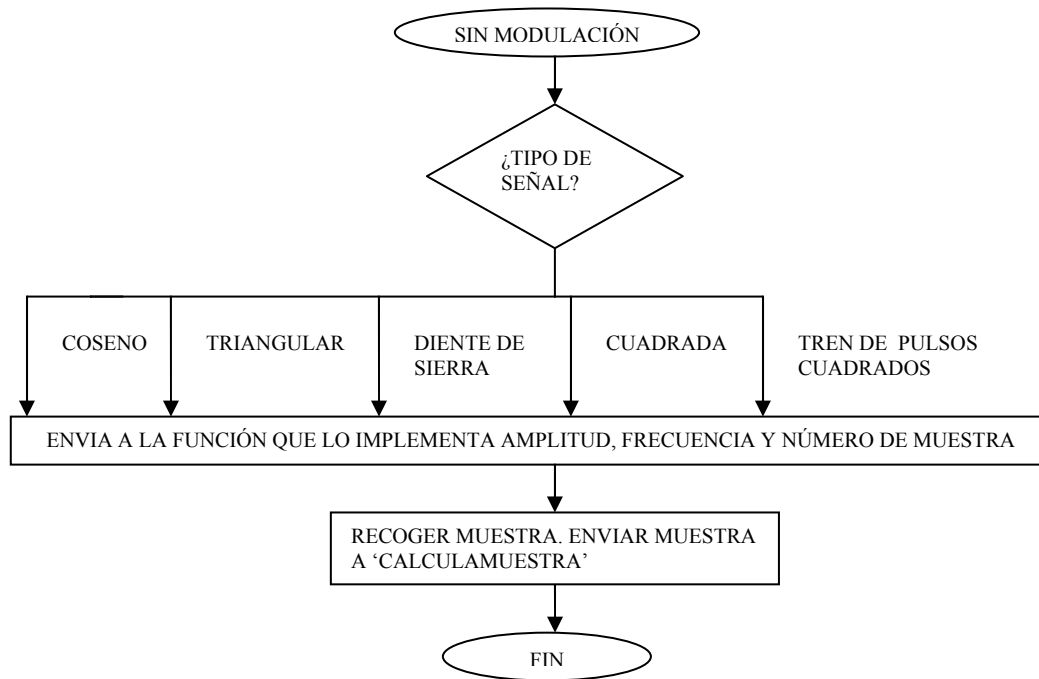 SIN MODULACIÓN
¿TIPO DE
SEÑAL?
COSENO
TRIANGULAR
DIENTE DE
SIERRA
CUADRADA
TREN DE PULSOS
CUADRADOS
ENVIA A LA FUNCIÓN QUE LO IMPLEMENTA AMPLITUD, FRECUENCIA Y NÚMERO DE MUESTRA
RECOGER MUESTRA. ENVIAR MUESTRA
A ‘CALCULAMUESTRA’
FIN